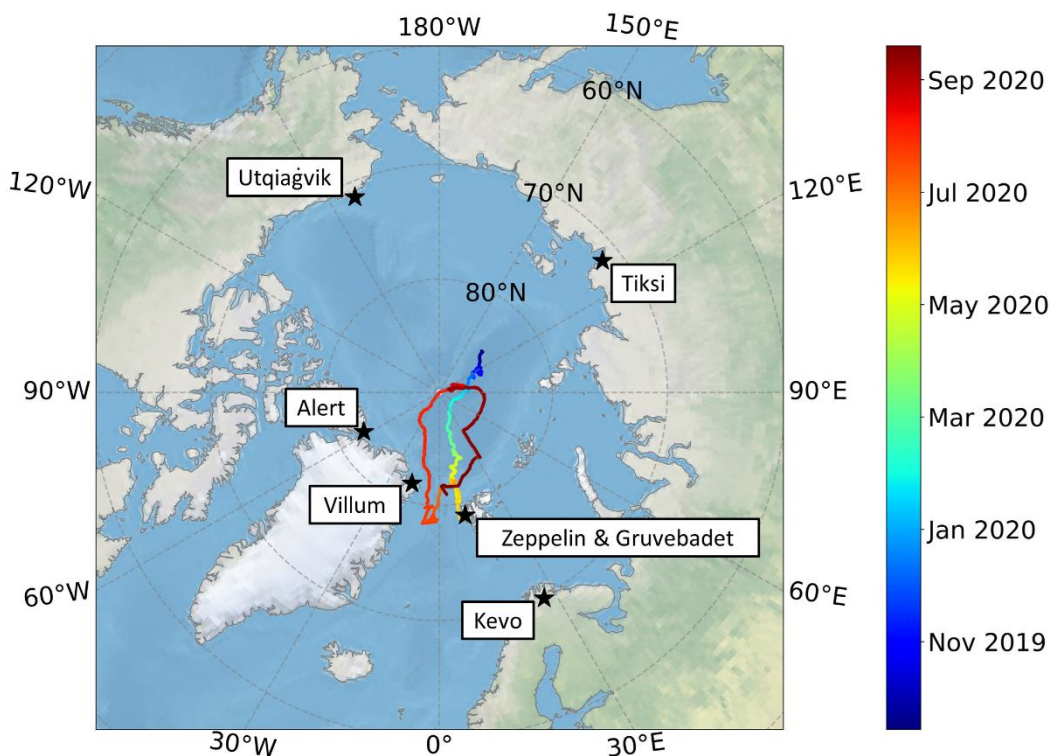 180°W
150°E
60°N
Sep 2020
Utqiaġvik
120°W
70°N
120°E
Jul 2020
Tiksi
80°N
May 2020
90°W
90°E
Alert
Mar 2020
Villum
Zeppelin & Gruvebadet
Jan 2020
60°W
Kevo
60°E
Nov 2019
30°W
0°
30°E